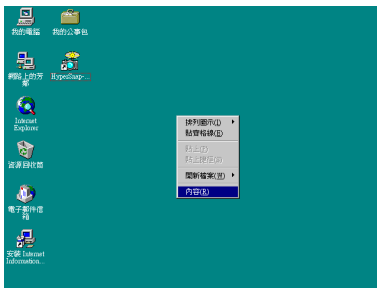 我的電腦
我的公事包
網路上的芳
鄰
HyperSnap-...
Internet
Explorer
資源回收筒
電子郵件信
箱
安裝 Internet
Information...
排列圖示(I)
貼齊格線(E)
貼上(P)
貼上捷徑(S)
開新檔案(W)
內容(R)